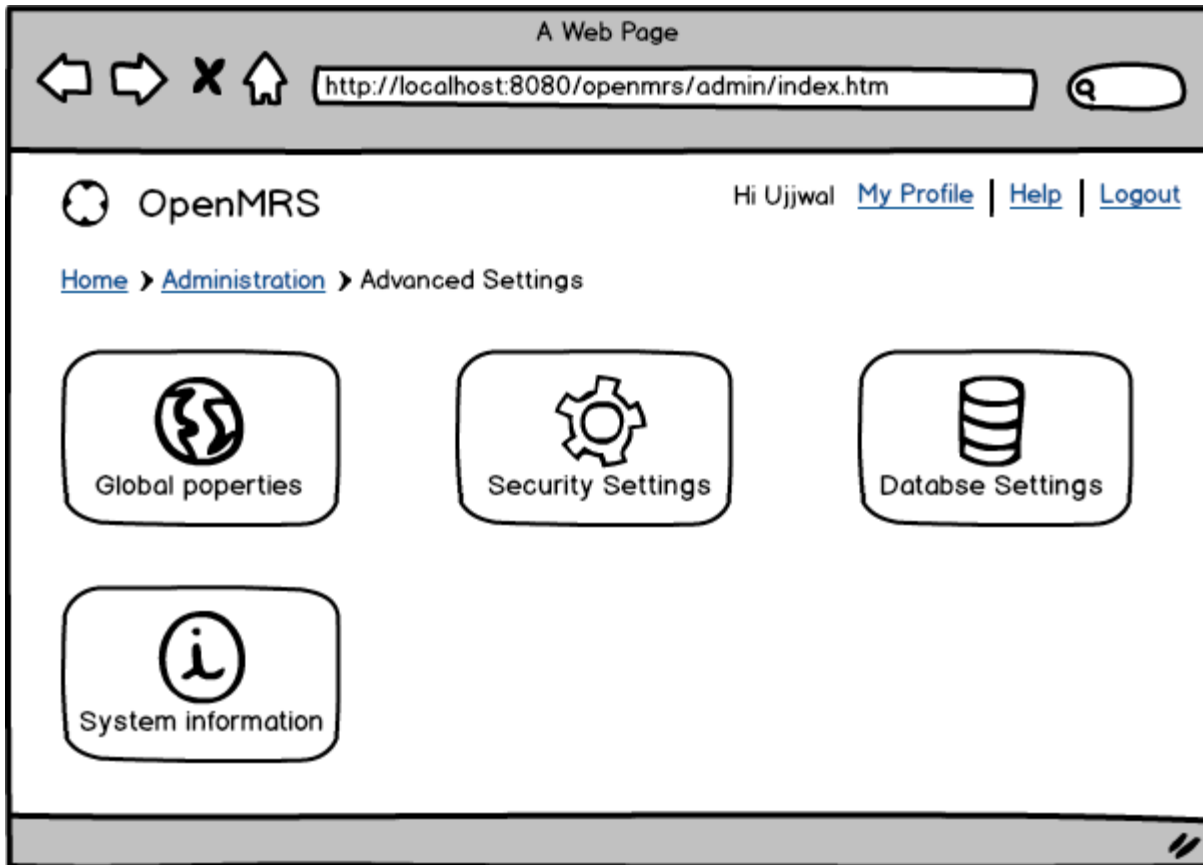 A Web Page
http://localhost:8080/openmrs/admin/index.htm
OpenMRS
Hi Ujjwal My Profile | Help | Logout
Home > Administration > Advanced Settings
Global poperties
Security Settings
Databse Settings
System information